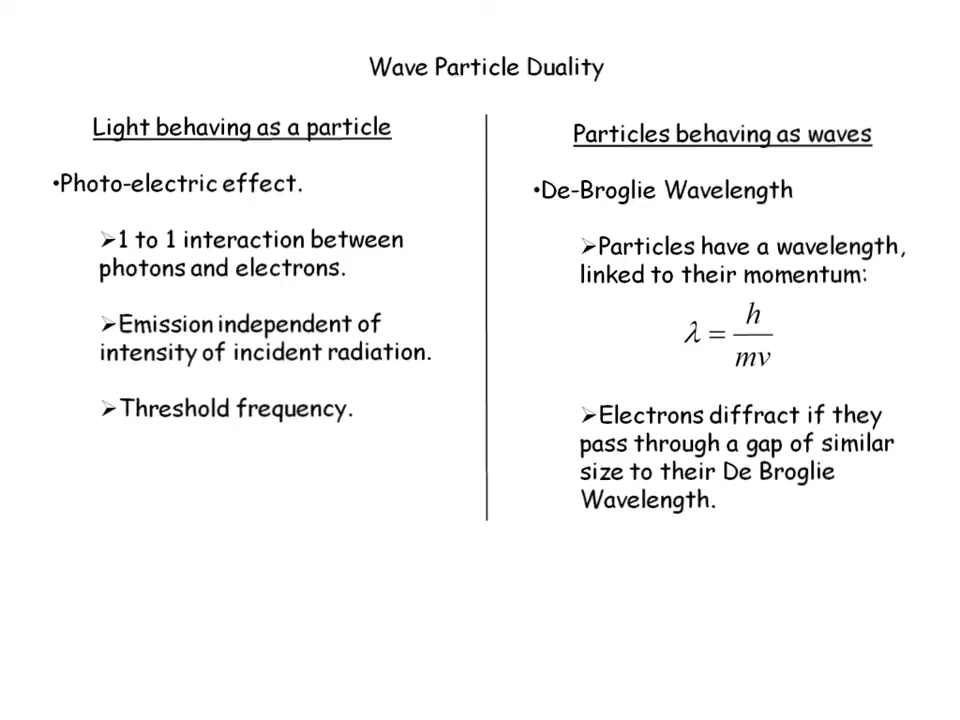 Wave Particle Duality
Light behaving as a particle
•Photo-electric effect.
➢1 to 1 interaction between
photons and electrons.
➢Emission independent of
intensity of incident radiation.
➢Threshold frequency.
Particles behaving as waves
•De-Broglie Wavelength
➢Particles have a wavelength,
linked to their momentum:
λ = h / mv
➢Electrons diffract if they
pass through a gap of similar
size to their De Broglie
Wavelength.